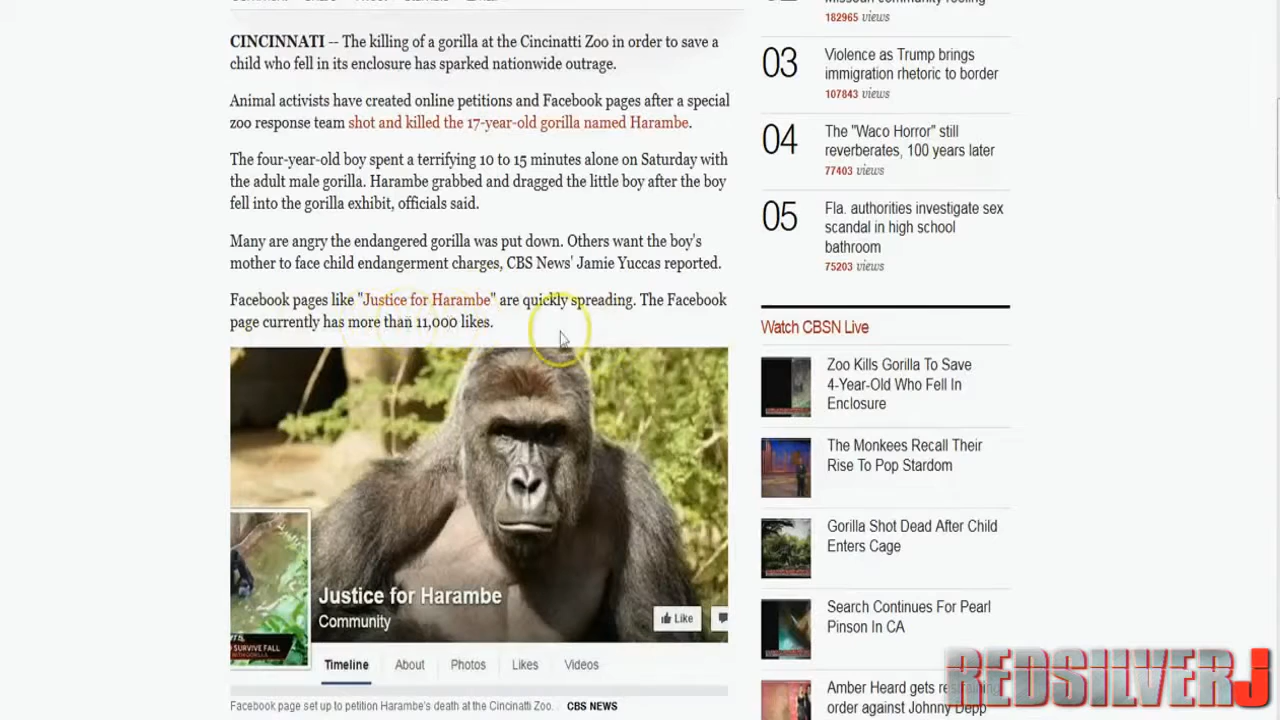 CINCINNATI -- The killing of a gorilla at the Cincinatti Zoo in order to save a
child who fell in its enclosure has sparked nationwide outrage.
Animal activists have created online petitions and Facebook pages after a special
zoo response team shot and killed the 17-year-old gorilla named Harambe.
The four-year-old boy spent a terrifying 10 to 15 minutes alone on Saturday with
the adult male gorilla. Harambe grabbed and dragged the little boy after the boy
fell into the gorilla exhibit, officials said.
Many are angry the endangered gorilla was put down. Others want the boy's
mother to face child endangerment charges, CBS News' Jamie Yuccas reported.
Facebook pages like "Justice for Harambe" are quickly spreading. The Facebook
page currently has more than 11,000 likes.
SURVIVE FALL
Justice for Harambe
Community
Like
Timeline About Photos Likes Videos
Facebook page set up to petition Harambe's death at the Cincinatti Zoo. CBS NEWS
182965 views
03
Violence as Trump brings
immigration rhetoric to border
107843 views
04
The "Waco Horror" still
reverberates, 100 years later
77403 views
05
Fla. authorities investigate sex
scandal in high school
bathroom
75203 views
Watch CBSN Live
Zoo Kills Gorilla To Save
4-Year-Old Who Fell In
Enclosure
The Monkees Recall Their
Rise To Pop Stardom
Gorilla Shot Dead After Child
Enters Cage
Search Continues For Pearl
Pinson In CA
Amber Heard gets restraining
order against Johnny Depp
REDSILVERJ